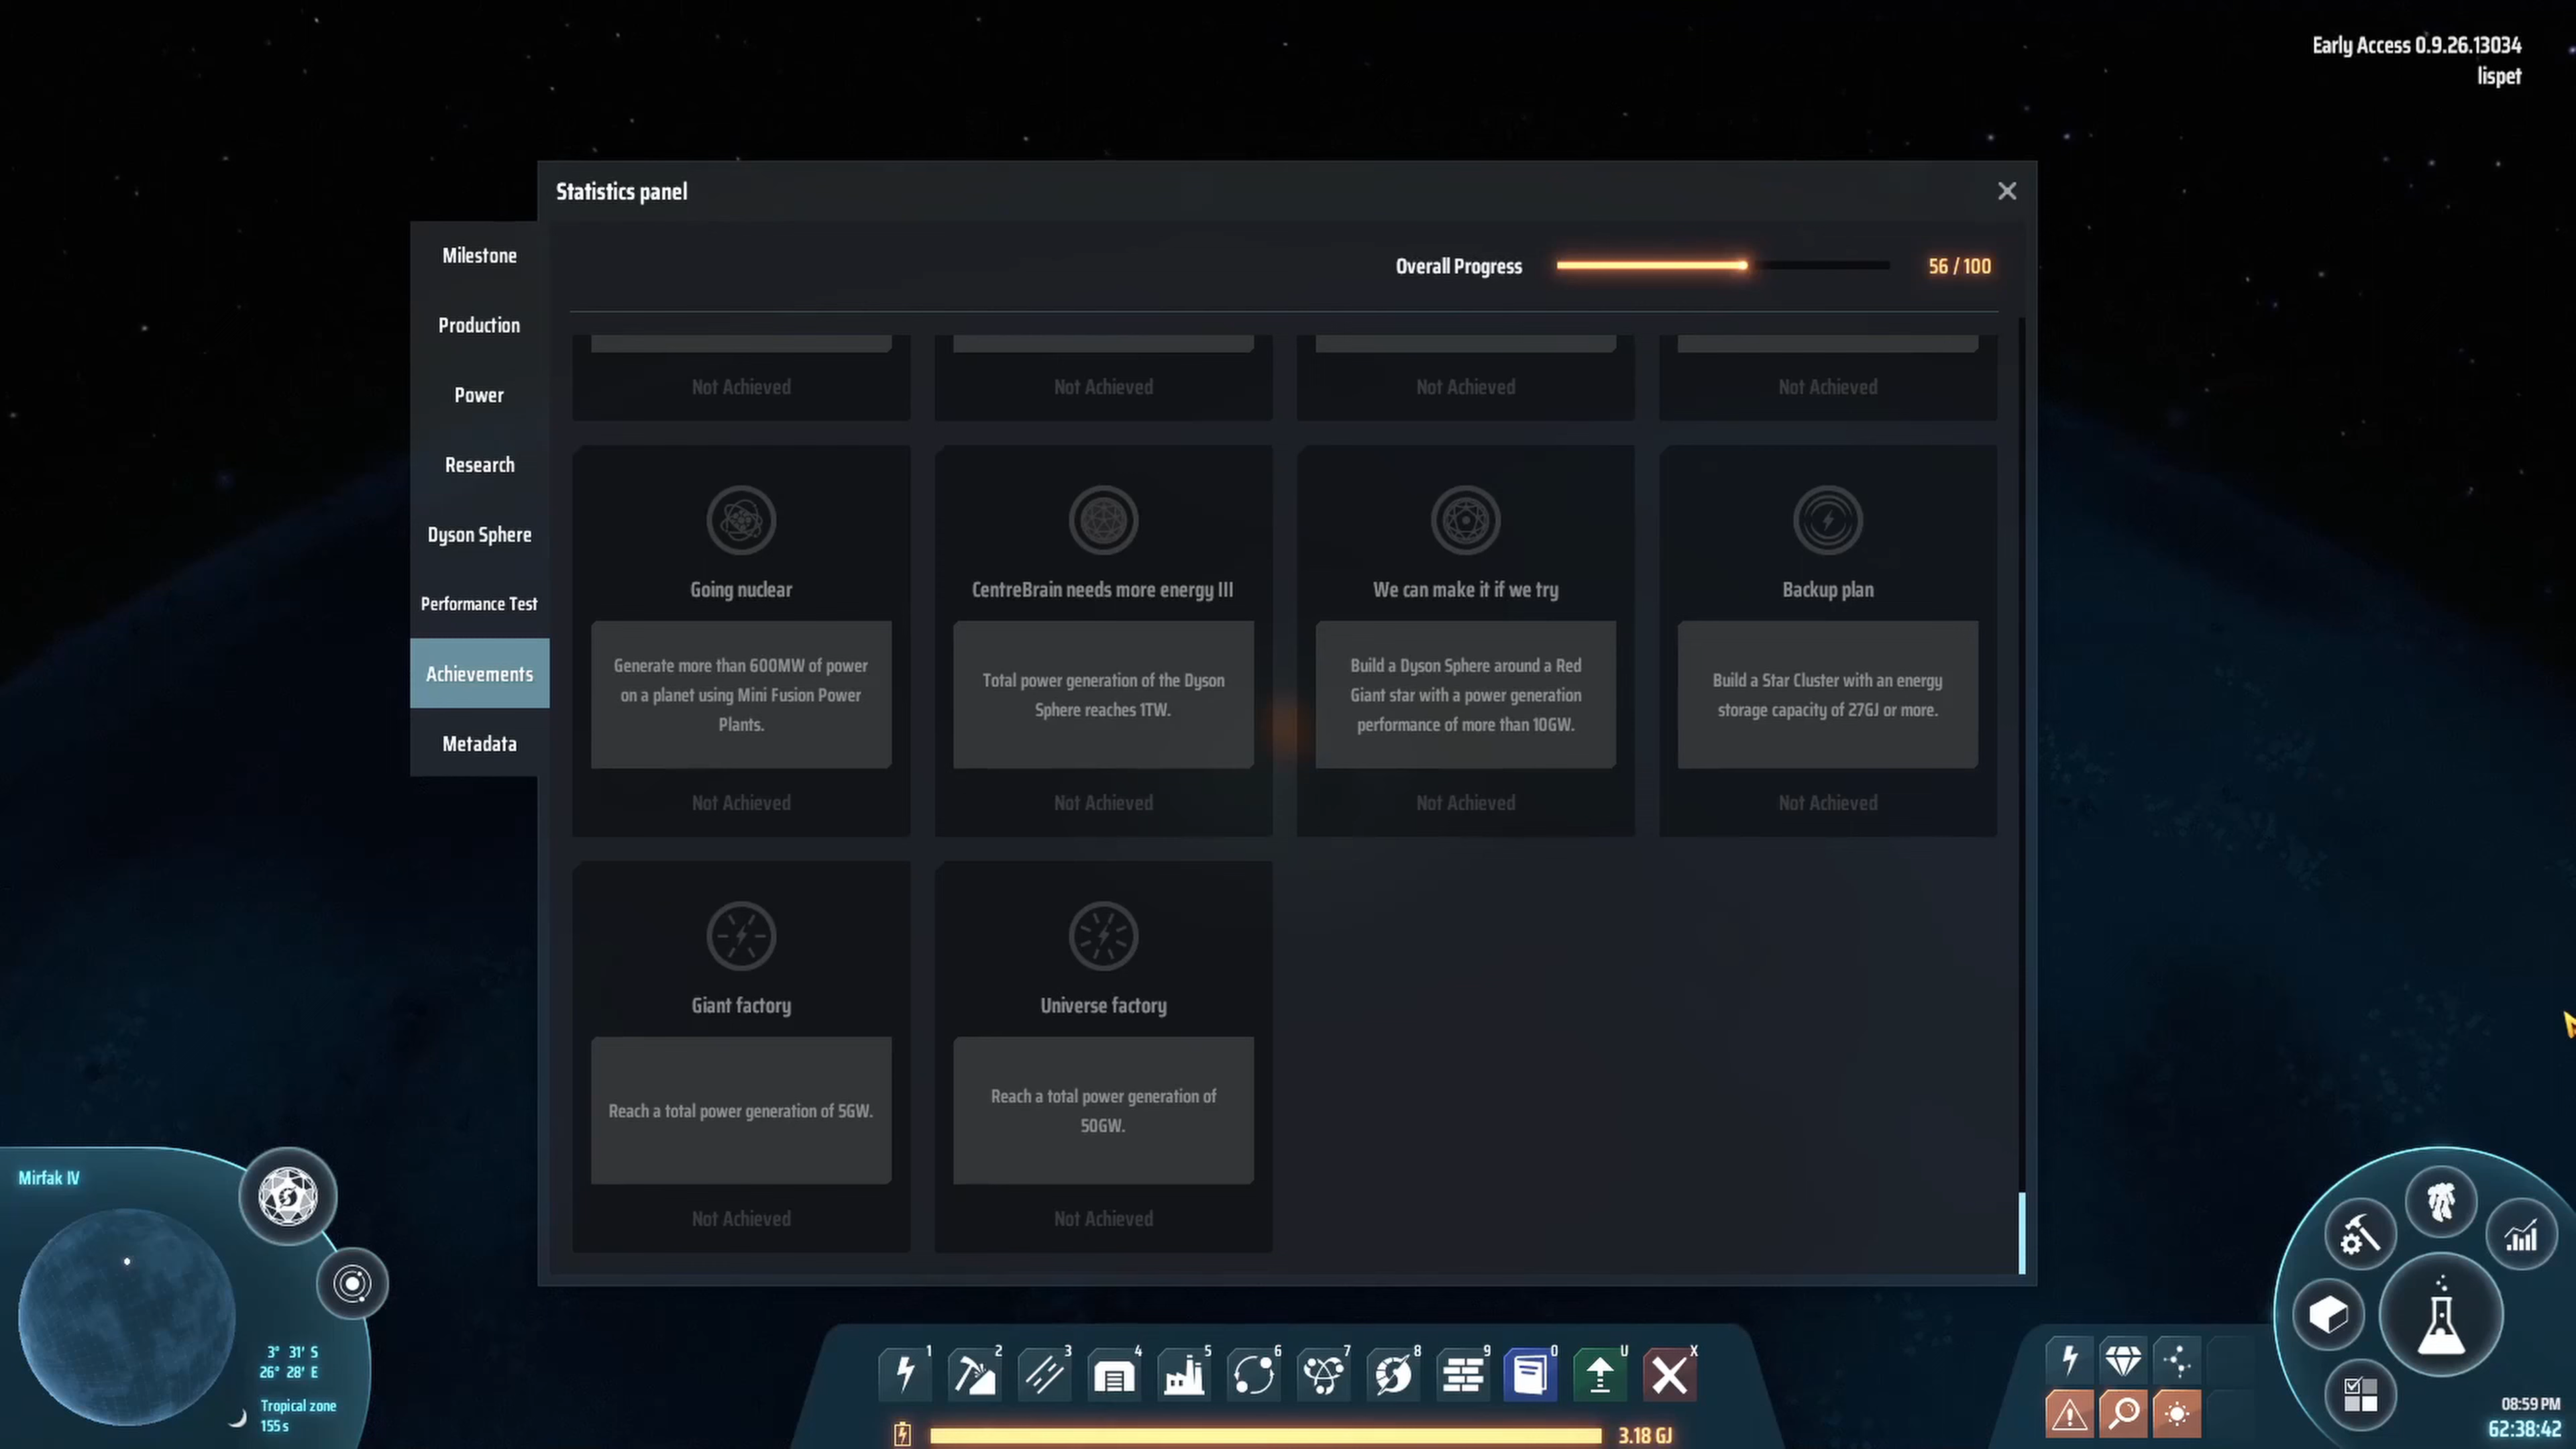 Early Access 0.9.26.13034
lispet
Statistics panel
Milestone
Production
Power
Research
Dyson Sphere
Performance Test
Achievements
Metadata
Overall Progress
56 / 100
Not Achieved
Not Achieved
Not Achieved
Not Achieved
Going nuclear
Generate more than 600MW of power
on a planet using Mini Fusion Power
Plants.
Not Achieved
CentreBrain needs more energy III
Total power generation of the Dyson
Sphere reaches 1TW.
Not Achieved
We can make it if we try
Build a Dyson Sphere around a Red
Giant star with a power generation
performance of more than 10GW.
Not Achieved
Backup plan
Build a Star Cluster with an energy
storage capacity of 27GJ or more.
Not Achieved
Giant factory
Reach a total power generation of 5GW.
Not Achieved
Universe factory
Reach a total power generation of
50GW.
Not Achieved
Mirfak IV
3° 31' S
26° 28' E
Tropical zone
155 s
1
2
3
4
5
6
7
8
9
0
U
X
3.18 GJ
08:59 PM
62:38:42